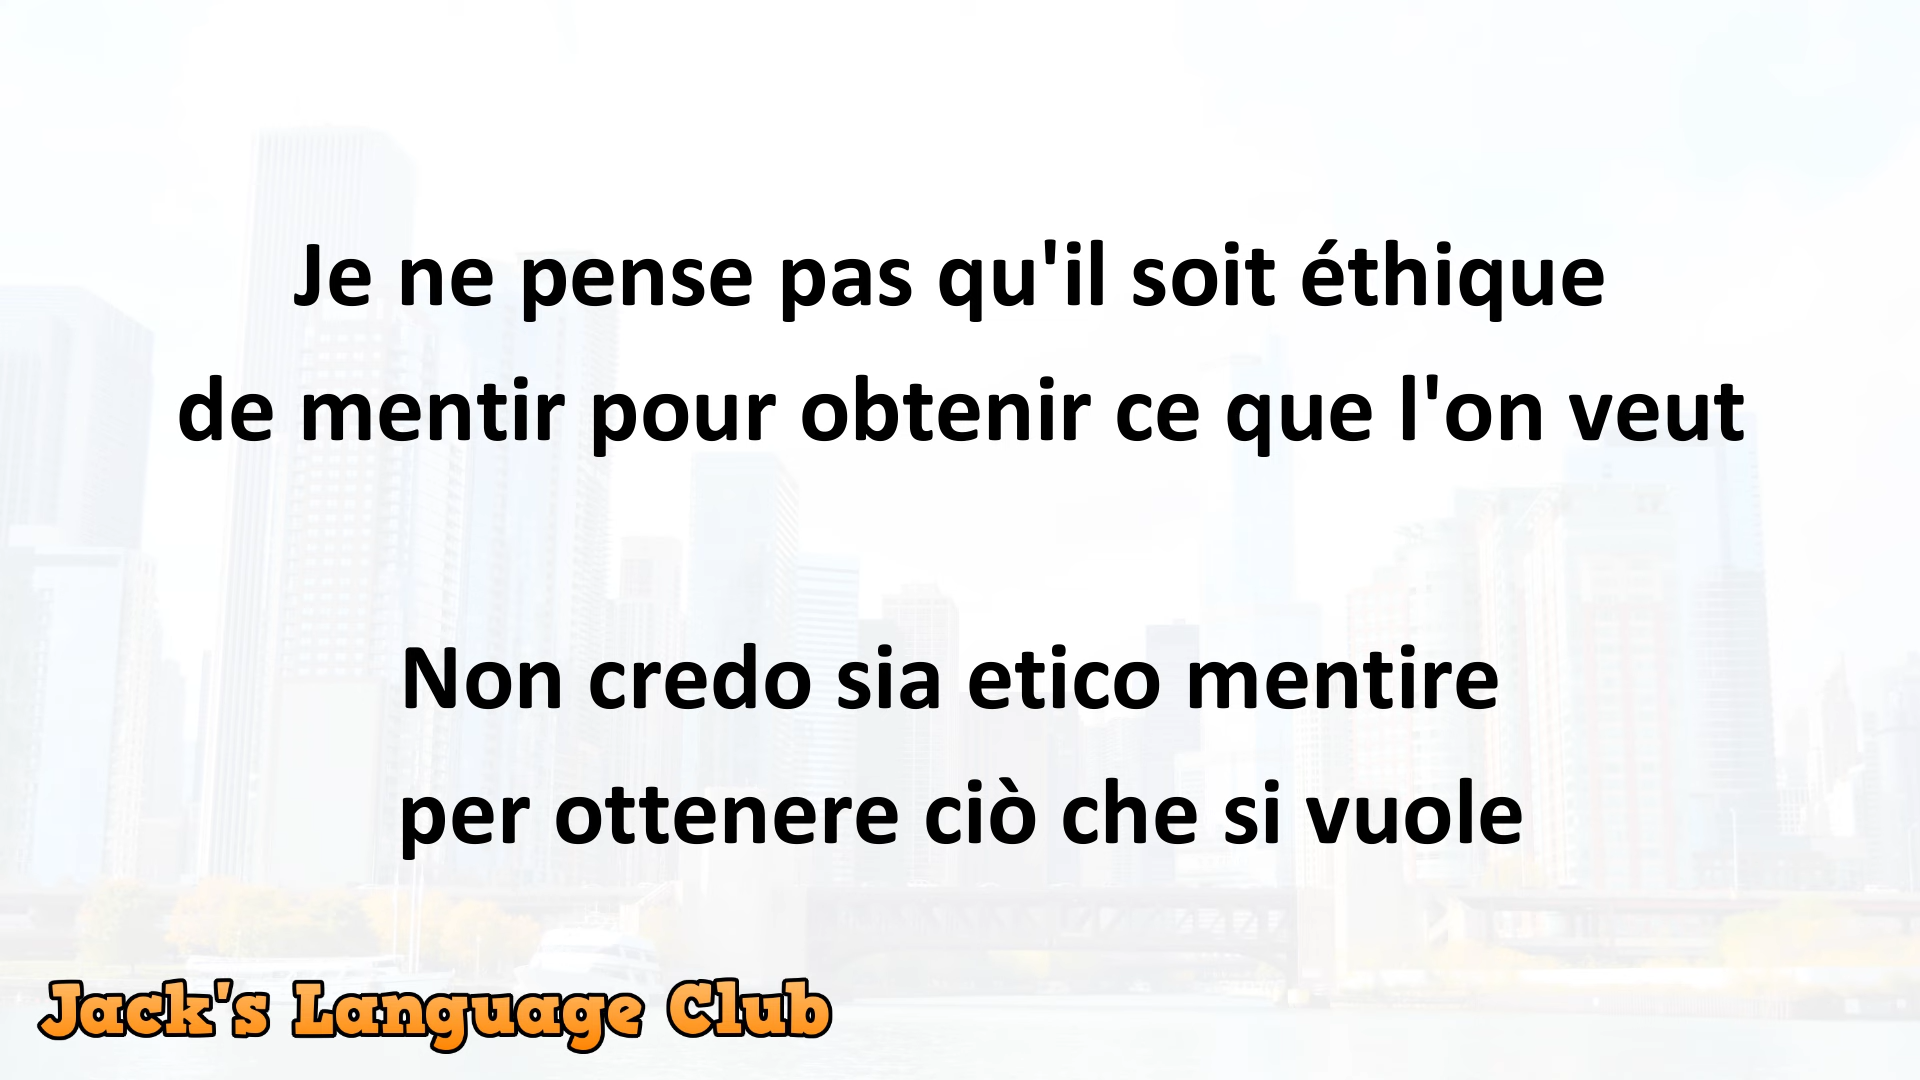 Je ne pense pas qu'il soit éthique
de mentir pour obtenir ce que l'on veut
Non credo sia etico mentire
per ottenere ciò che si vuole
Jack's Language Club